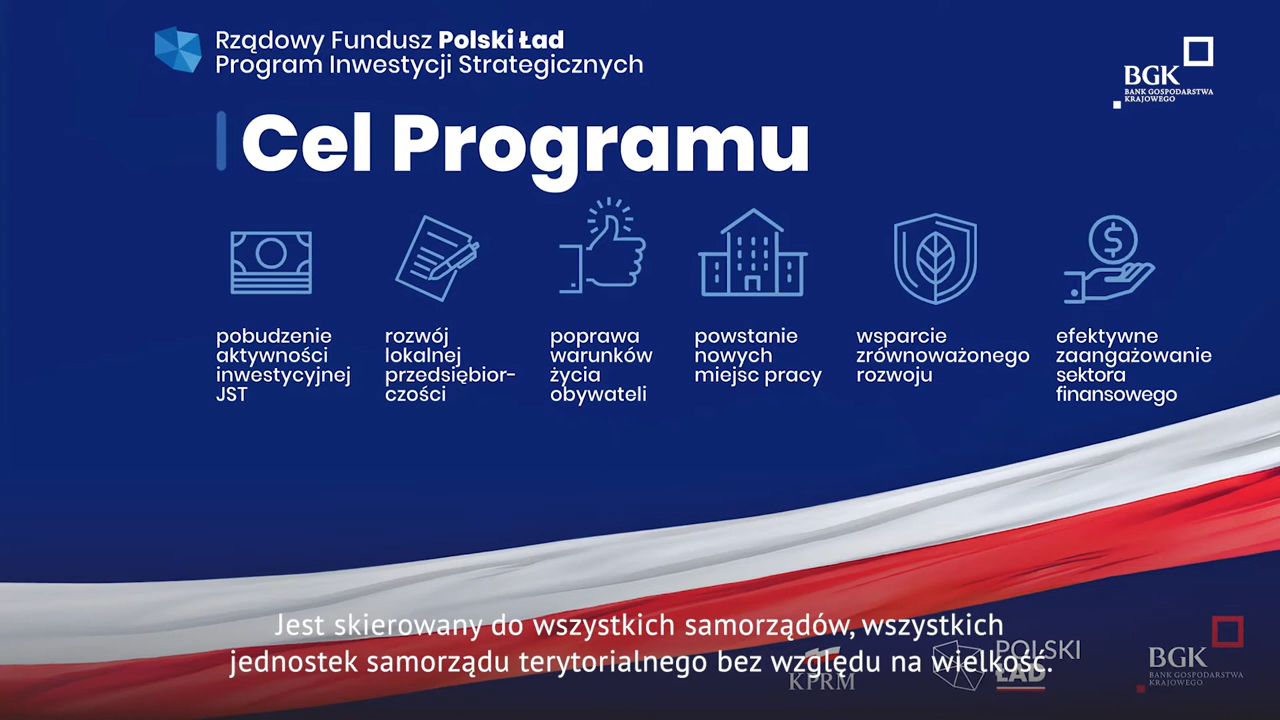 Rządowy Fundusz Polski Ład
Program Inwestycji Strategicznych
BGK
BANK GOSPODARSTWA
KRAJOWEGO
Cel Programu
pobudzenie
aktywności
inwestycyjnej
JST
rozwój
lokalnej
przedsiębior-
czości
poprawa
warunków
życia
obywateli
powstanie
nowych
miejsc pracy
wsparcie
zrównoważonego
rozwoju
efektywne
zaangażowanie
sektora
finansowego
Jest skierowany do wszystkich samorządów, wszystkich
jednostek samorządu terytorialnego bez względu na wielkość.
KPRM
POLSKI
ŁAD
BGK
BANK GOSPODARSTWA
KRAJOWEGO